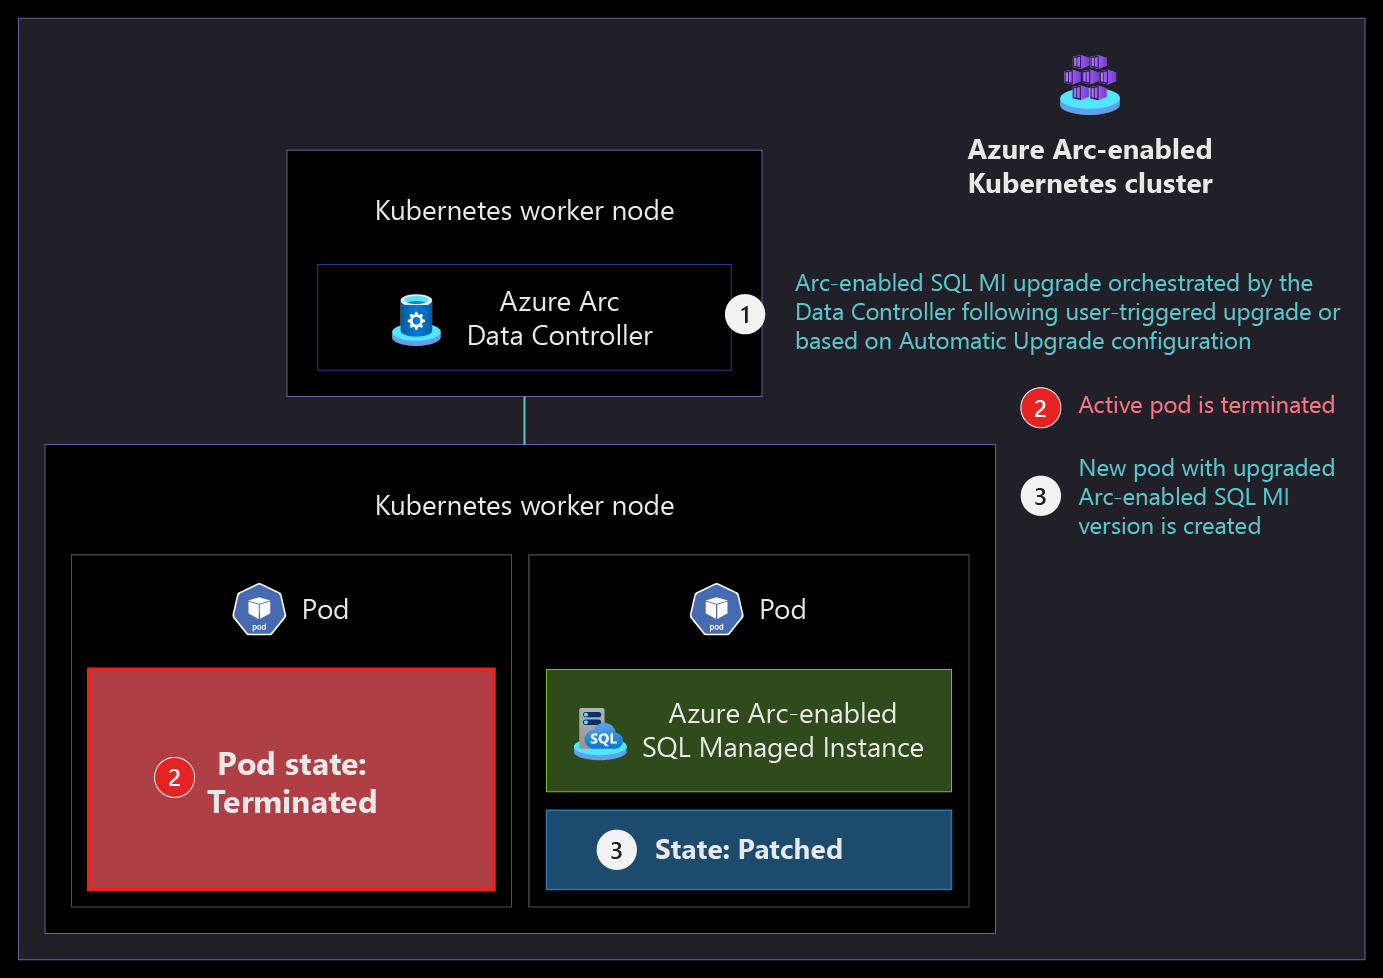 Azure Arc-enabled
Kubernetes cluster
Kubernetes worker node
Azure Arc
Data Controller
1
Arc-enabled SQL MI upgrade orchestrated by the
Data Controller following user-triggered upgrade or
based on Automatic Upgrade configuration
2
Active pod is terminated
3
New pod with upgraded
Arc-enabled SQL MI
version is created
Kubernetes worker node
pod
Pod
2
Pod state:
Terminated
pod
Pod
SQL
Azure Arc-enabled
SQL Managed Instance
3
State: Patched